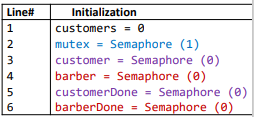 Line# Initialization
1 customers = 0
2 mutex = Semaphore (1)
3 customer = Semaphore (0)
4 barber = Semaphore (0)
5 customerDone = Semaphore (0)
6 barberDone = Semaphore (0)